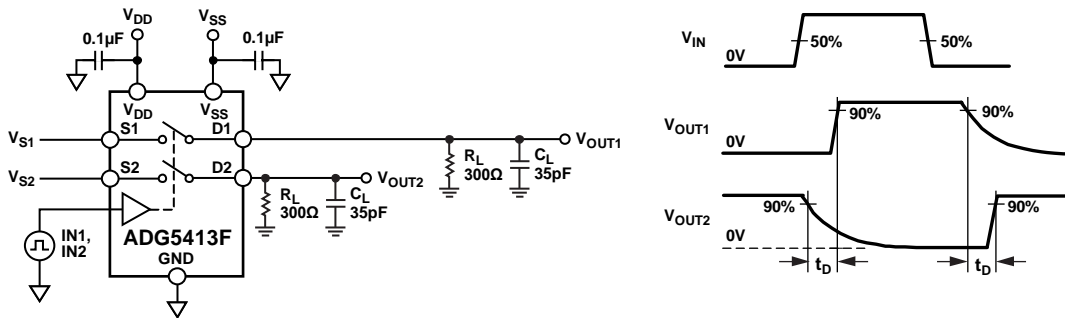 VDD
VSS
0.1µF
0.1µF
VDD
VSS
VS1
S1
D1
VOUT1
VS2
S2
D2
VOUT2
RL
300Ω
CL
35pF
RL
300Ω
CL
35pF
IN1,
IN2
ADG5413F
GND
VIN
0V
50%
50%
VOUT1
0V
90%
90%
VOUT2
0V
90%
90%
tD
tD